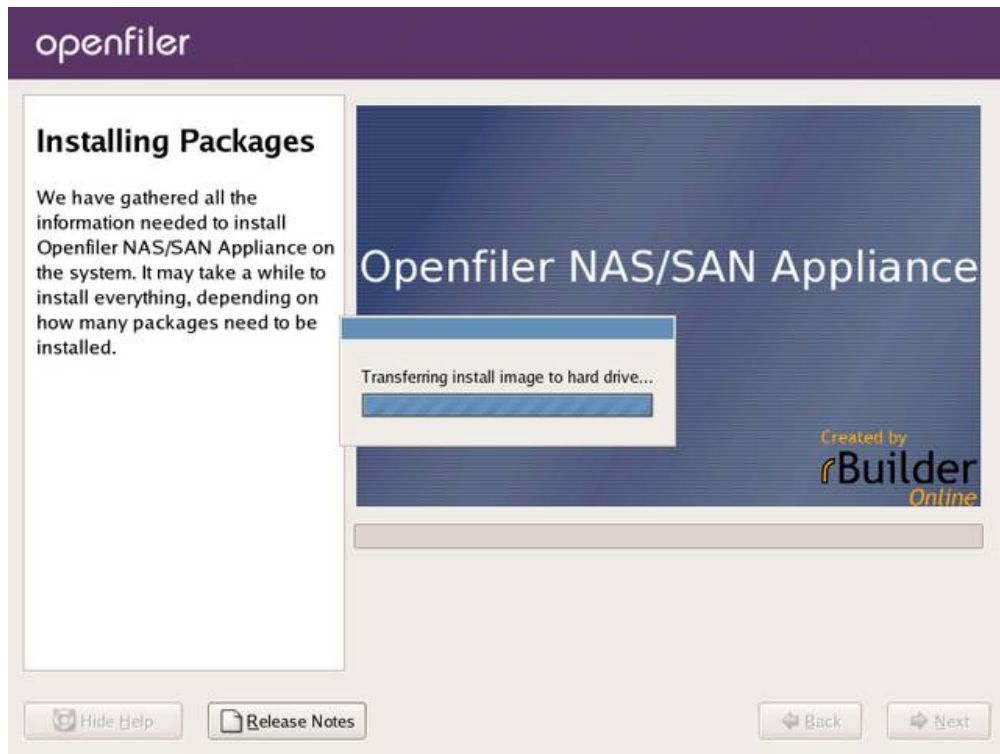 openfiler
Installing Packages
We have gathered all the
information needed to install
Openfiler NAS/SAN Appliance on
the system. It may take a while to
install everything, depending on
how many packages need to be
installed.
Openfiler NAS/SAN Appliance
Transferring install image to hard drive...
Created by
rBuilder
Online
Hide Help
Release Notes
Back
Next